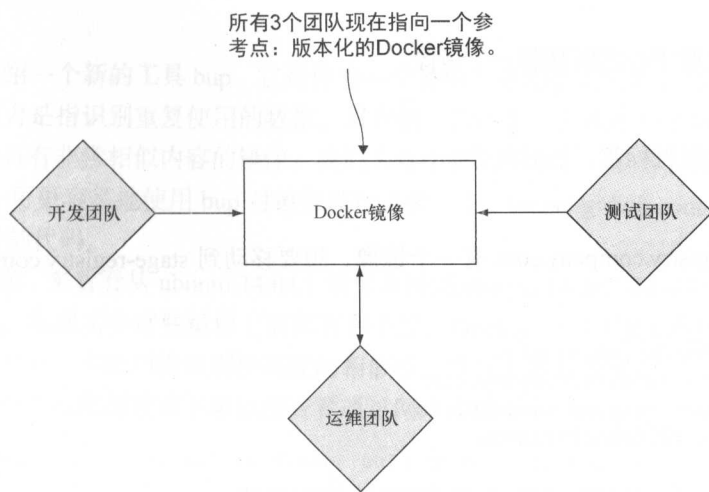 所有3个团队现在指向一个参
考点：版本化的Docker镜像。
开发团队
Docker镜像
测试团队
运维团队